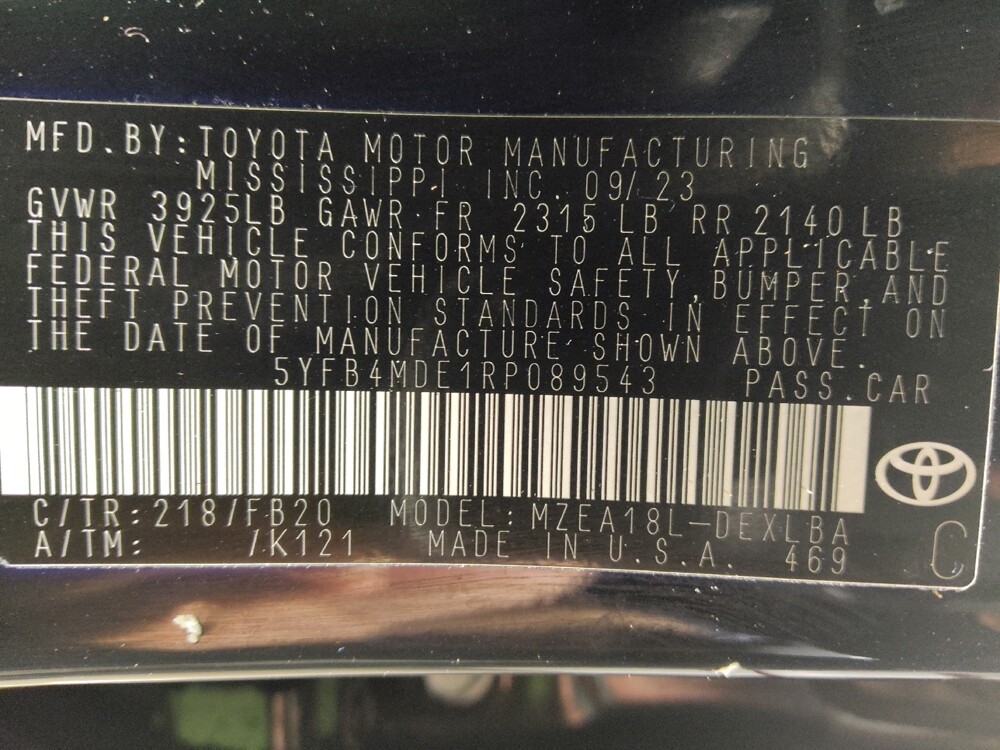 MFD. BY: TOYOTA MOTOR MANUFACTURING
MISSISSIPPI, INC. 09/23
GVWR 3925LB GAWR FR 2315 LB RR 2140 LB
THIS VEHICLE CONFORMS TO ALL APPLICABLE
FEDERAL MOTOR VEHICLE SAFETY, BUMPER, AND
THEFT PREVENTION STANDARDS IN EFFECT ON
THE DATE OF MANUFACTURE SHOWN ABOVE.
5YFB4MDE1RP089543 PASS. CAR
C/TR: 218/FB20 MODEL: MZEA18L-DEXLBA
A/TM: /K121 MADE IN U.S.A. 469
C